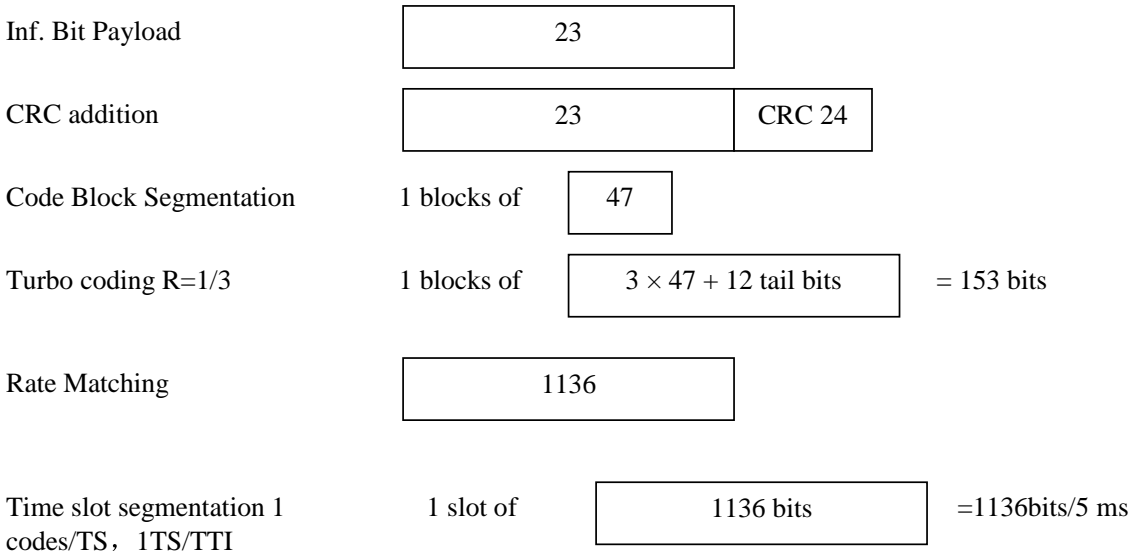 Inf. Bit Payload 23
CRC addition 23 CRC 24
Code Block Segmentation 1 blocks of 47
Turbo coding R=1/3 1 blocks of 3 × 47 + 12 tail bits = 153 bits
Rate Matching 1136
Time slot segmentation 1 1 slot of 1136 bits =1136bits/5 ms
codes/TS，1TS/TTI